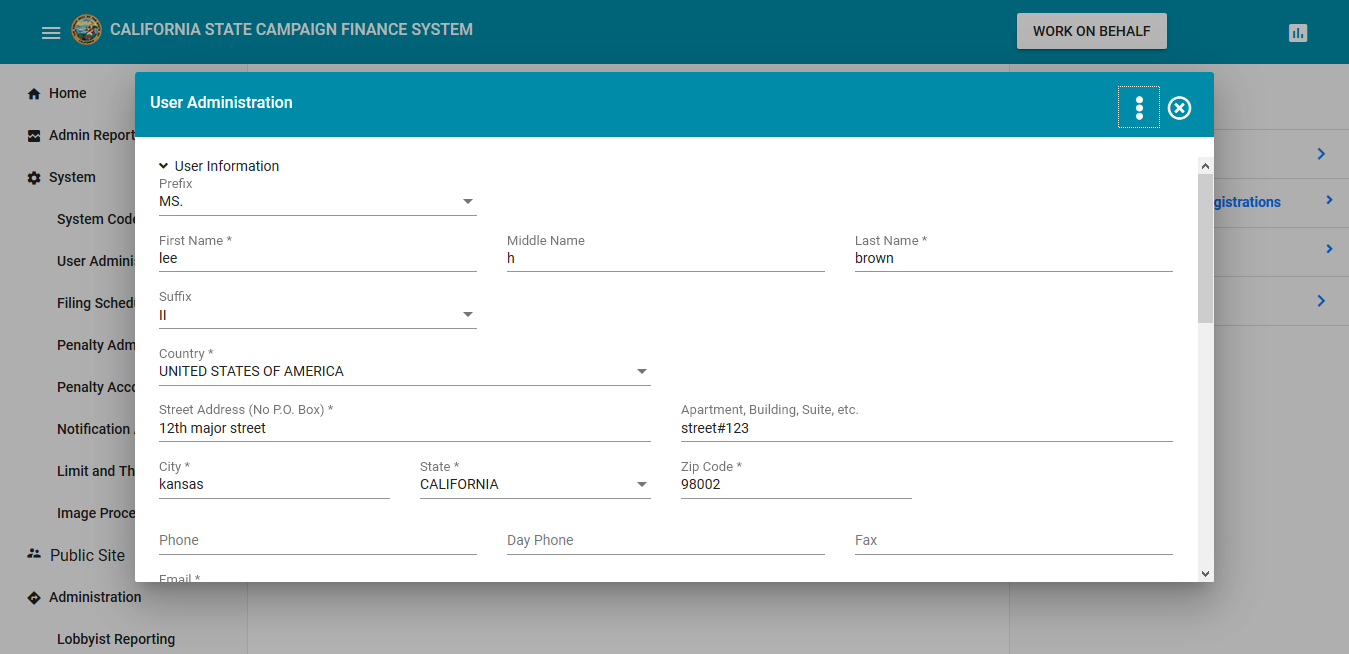 CALIFORNIA STATE CAMPAIGN FINANCE SYSTEM
WORK ON BEHALF
Home
Admin Report
System
System Code
User Adminis
Filing Sched
Penalty Adm
Penalty Acco
Notification
Limit and Th
Image Proce
Public Site
Administration
Lobbyist Reporting
User Administration
User Information
Prefix
MS.
First Name *
Middle Name
Last Name *
lee
h
brown
Suffix
II
Country *
UNITED STATES OF AMERICA
Street Address (No P.O. Box) *
Apartment, Building, Suite, etc.
12th major street
street#123
City *
State *
Zip Code *
kansas
CALIFORNIA
98002
Phone
Day Phone
Fax
Email *
gistrations